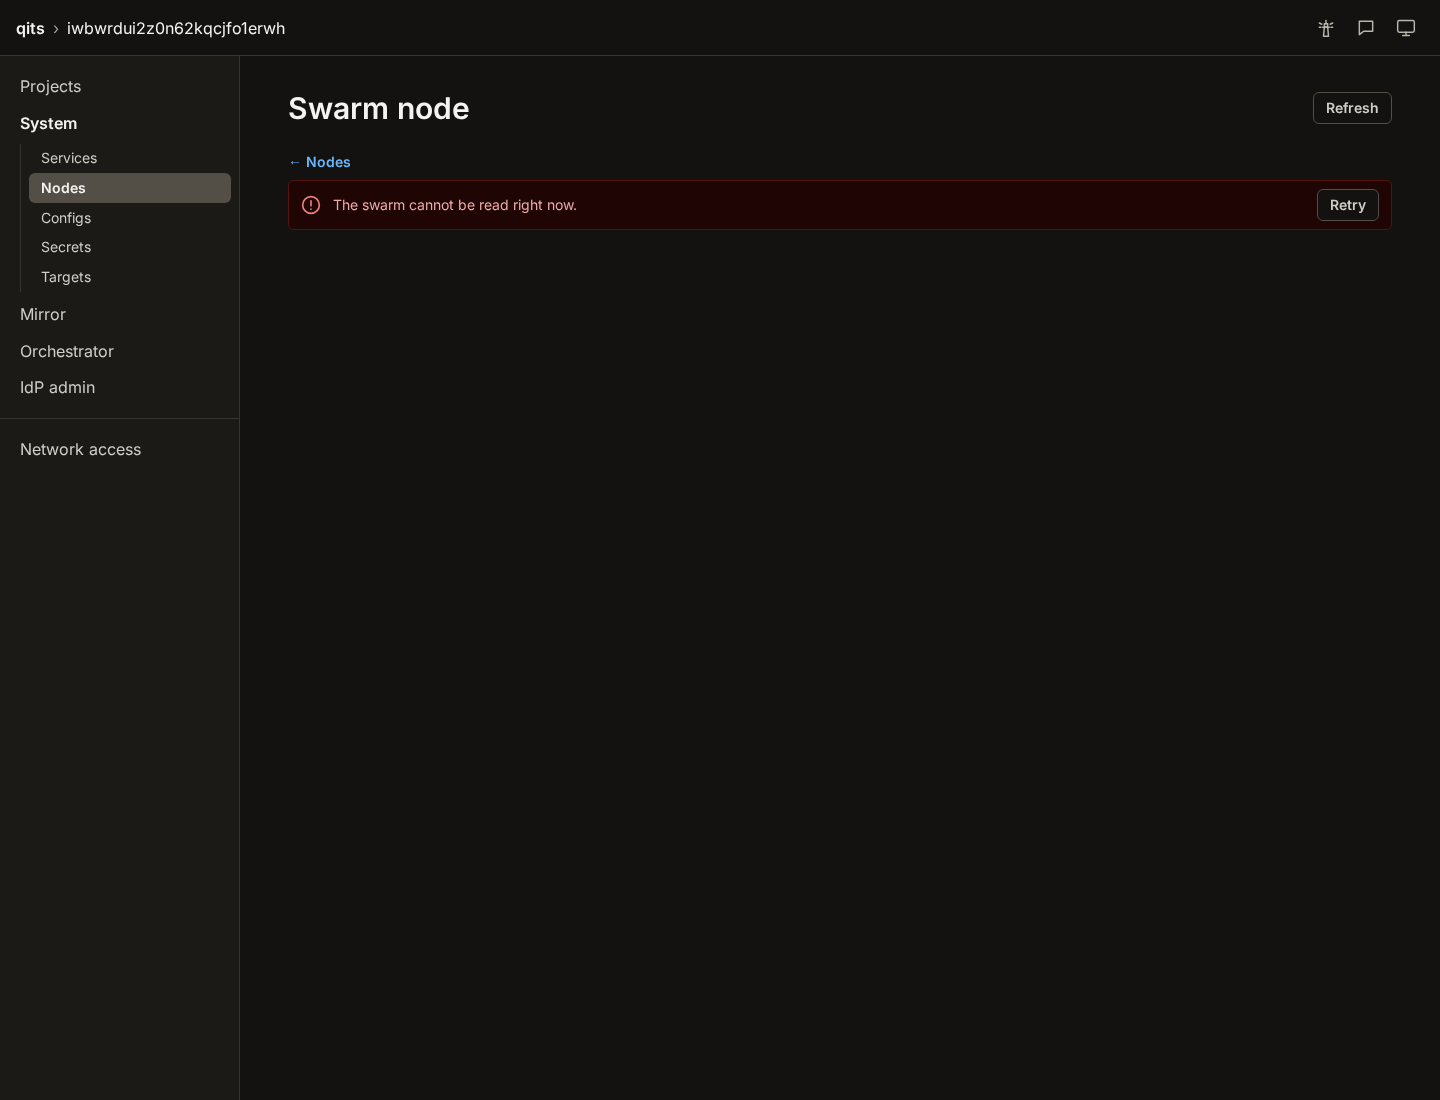 qits › iwbwrdui2z0n62kqcjfo1erwh
Projects
System
Services
Nodes
Configs
Secrets
Targets
Mirror
Orchestrator
IdP admin
Network access
Swarm node
Refresh
← Nodes
The swarm cannot be read right now.
Retry